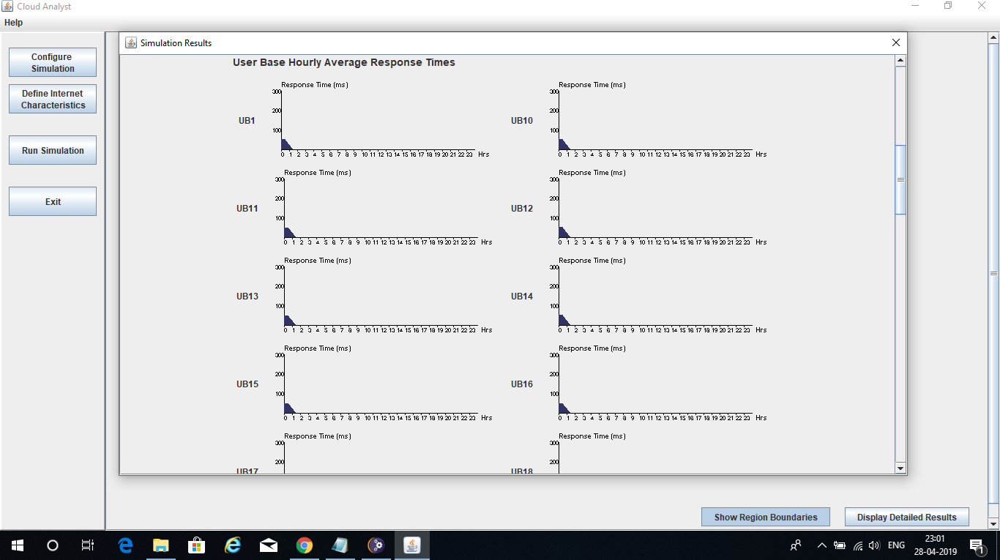 Cloud Analyst
Help
Configure
Simulation
Define Internet
Characteristics
Run Simulation
Exit
Simulation Results
User Base Hourly Average Response Times
UB1
Response Time (ms)
300
200
100
0 1 2 3 4 5 6 7 8 9 10 11 12 13 14 15 16 17 18 19 20 21 22 23 Hrs
UB10
Response Time (ms)
300
200
100
0 1 2 3 4 5 6 7 8 9 10 11 12 13 14 15 16 17 18 19 20 21 22 23 Hrs
UB11
Response Time (ms)
300
200
100
0 1 2 3 4 5 6 7 8 9 10 11 12 13 14 15 16 17 18 19 20 21 22 23 Hrs
UB12
Response Time (ms)
300
200
100
0 1 2 3 4 5 6 7 8 9 10 11 12 13 14 15 16 17 18 19 20 21 22 23 Hrs
UB13
Response Time (ms)
300
200
100
0 1 2 3 4 5 6 7 8 9 10 11 12 13 14 15 16 17 18 19 20 21 22 23 Hrs
UB14
Response Time (ms)
300
200
100
0 1 2 3 4 5 6 7 8 9 10 11 12 13 14 15 16 17 18 19 20 21 22 23 Hrs
UB15
Response Time (ms)
300
200
100
0 1 2 3 4 5 6 7 8 9 10 11 12 13 14 15 16 17 18 19 20 21 22 23 Hrs
UB16
Response Time (ms)
300
200
100
0 1 2 3 4 5 6 7 8 9 10 11 12 13 14 15 16 17 18 19 20 21 22 23 Hrs
UB17
Response Time (ms)
300
200
UB18
Response Time (ms)
300
200
Show Region Boundaries
Display Detailed Results
ENG
23:01
28-04-2019
1